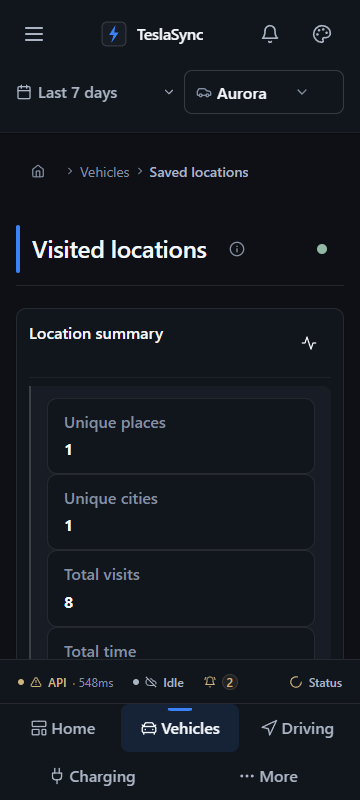 TeslaSync
Last 7 days
Aurora
Vehicles
Saved locations
Visited locations
Location summary
Unique places
1
Unique cities
1
Total visits
8
Total time
API · 548ms
Idle
2
Status
Home
Vehicles
Driving
Charging
More